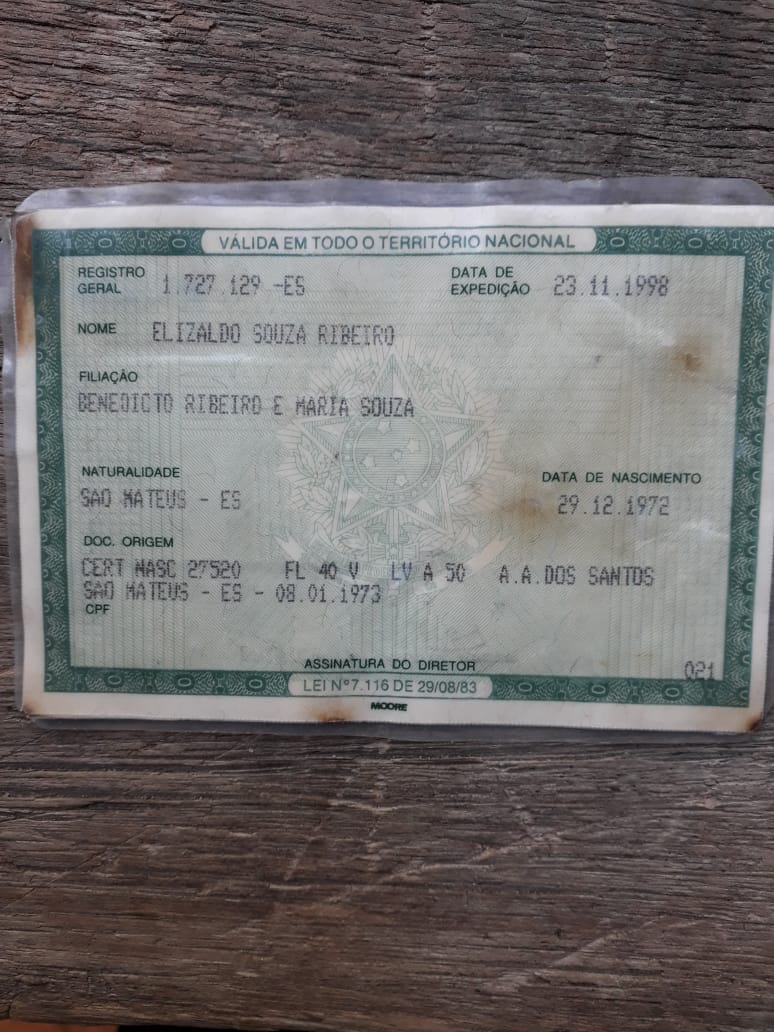 VÁLIDA EM TODO O TERRITÓRIO NACIONAL
REGISTRO GERAL 1.727.129 -ES DATA DE EXPEDIÇÃO 23.11.1998
NOME ELIZALDO SOUZA RIBEIRO
FILIAÇÃO
BENEDICTO RIBEIRO E MARIA SOUZA
NATURALIDADE DATA DE NASCIMENTO
SAO MATEUS - ES 29.12.1972
DOC. ORIGEM
CERT NASC 27520 FL 40 V LV A 50 A.A.DOS SANTOS
SAO MATEUS - ES - 08.01.1973
CPF
ASSINATURA DO DIRETOR 021
LEI Nº 7.116 DE 29/08/83
MOORE